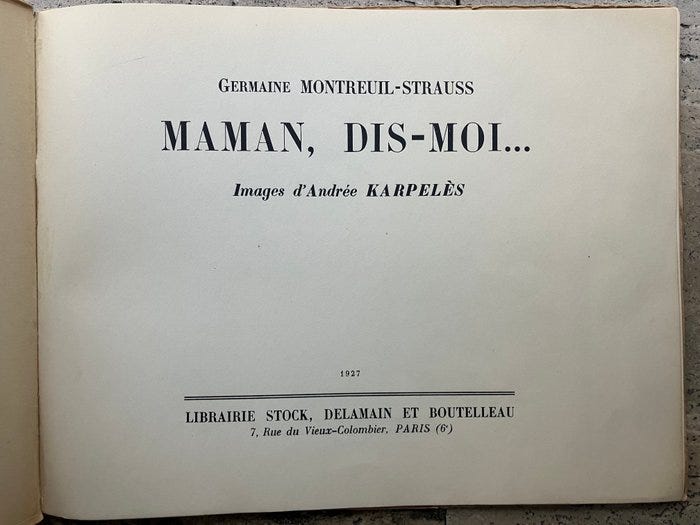 Germaine MONTREUIL-STRAUSS
MAMAN, DIS-MOI...
Images d'Andrée KARPELÈS
1927
LIBRAIRIE STOCK, DELAMAIN ET BOUTELLEAU
7, Rue du Vieux-Colombier, PARIS (6e)